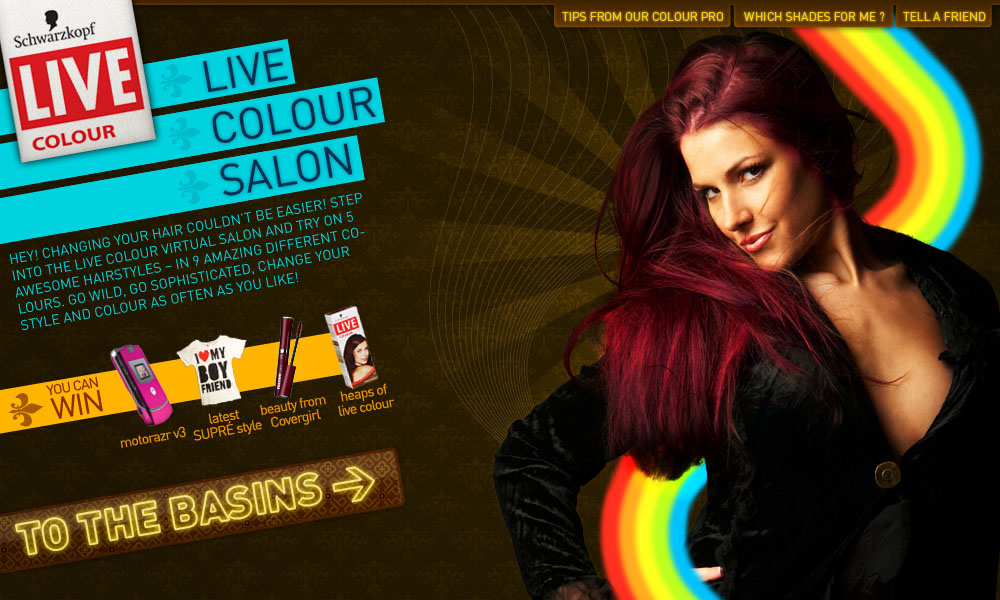 TIPS FROM OUR COLOUR PRO
WHICH SHADES FOR ME ?
TELL A FRIEND
Schwarzkopf
LIVE
COLOUR
LIVE
COLOUR
SALON
HEY! CHANGING YOUR HAIR COULDN'T BE EASIER! STEP
INTO THE LIVE COLOUR VIRTUAL SALON AND TRY ON 5
AWESOME HAIRSTYLES – IN 9 AMAZING DIFFERENT CO-
LOURS. GO WILD, GO SOPHISTICATED, CHANGE YOUR
STYLE AND COLOUR AS OFTEN AS YOU LIKE!
YOU CAN
WIN
I ♥ MY
BOY
FRIEND
LIVE
motorazr v3
latest
SUPRÉ style
beauty from
Covergirl
heaps of
live colour
TO THE BASINS →